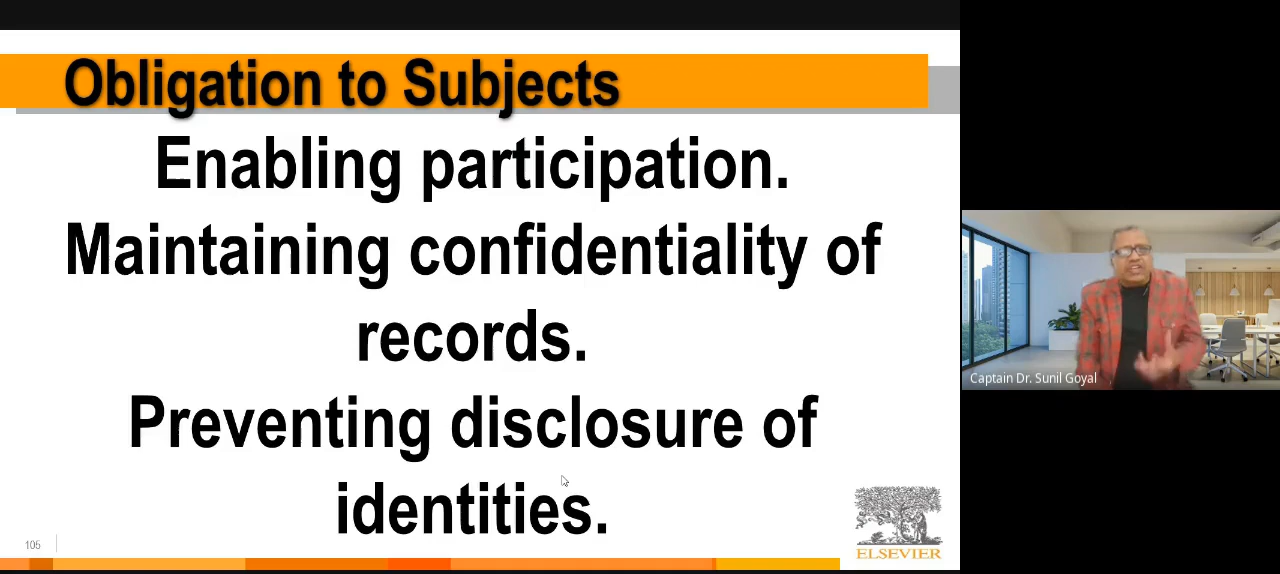 Obligation to Subjects
Enabling participation.
Maintaining confidentiality of
records.
Preventing disclosure of
identities.
105
ELSEVIER
Captain Dr. Sunil Goyal